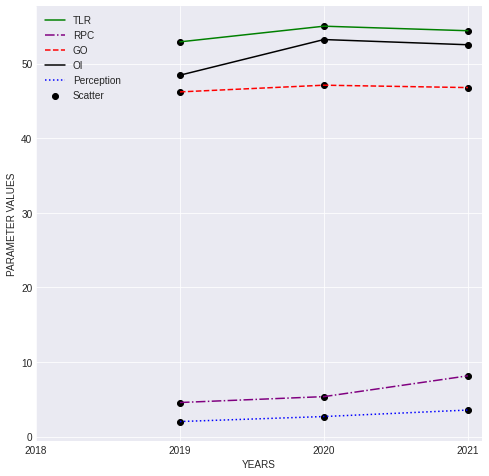 TLR
RPC
GO
OI
Perception
Scatter
PARAMETER VALUES
50
40
30
20
10
0
2018 2019 2020 2021
YEARS